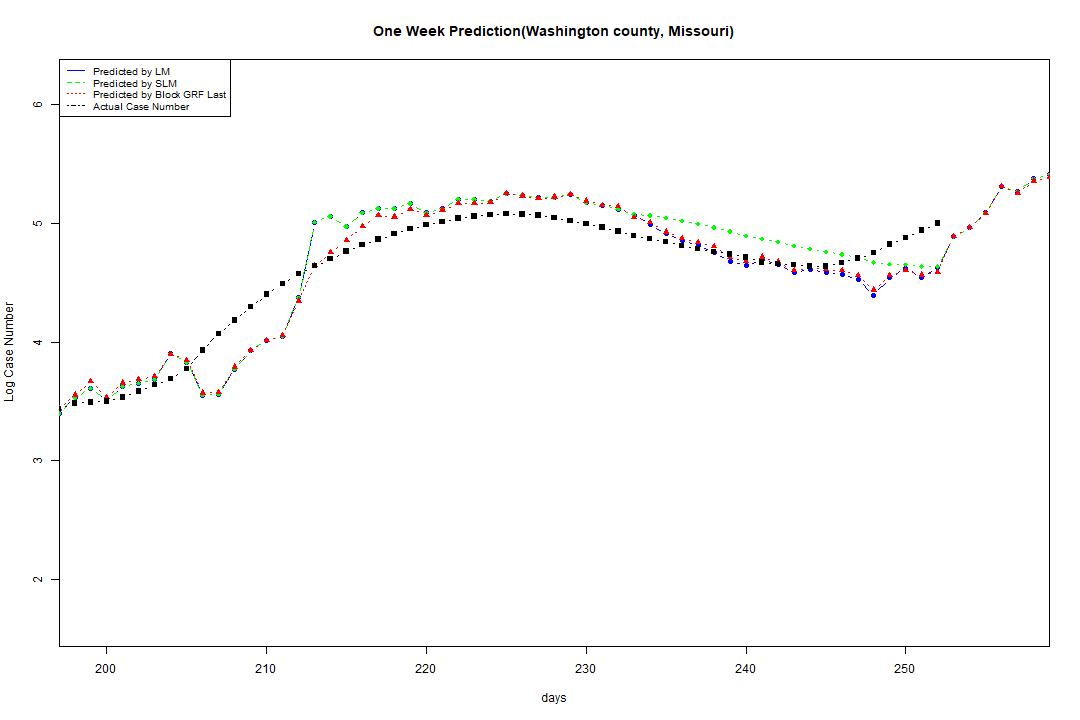 One Week Prediction(Washington county, Missouri)
Predicted by LM
Predicted by SLM
Predicted by Block GRF Last
Actual Case Number
Log Case Number
6
5
4
3
2
200 210 220 230 240 250
days